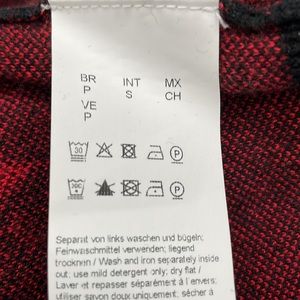 BR INT MX
P S CH
VE
P
30 P
P
Separat von links waschen und bügeln;
Feinwaschmittel verwenden; liegend
trocknen / Wash and iron separately inside
out; use mild detergent only; dry flat /
Laver et repasser séparément à l'envers;
utiliser savon doux uniquement; sécher à